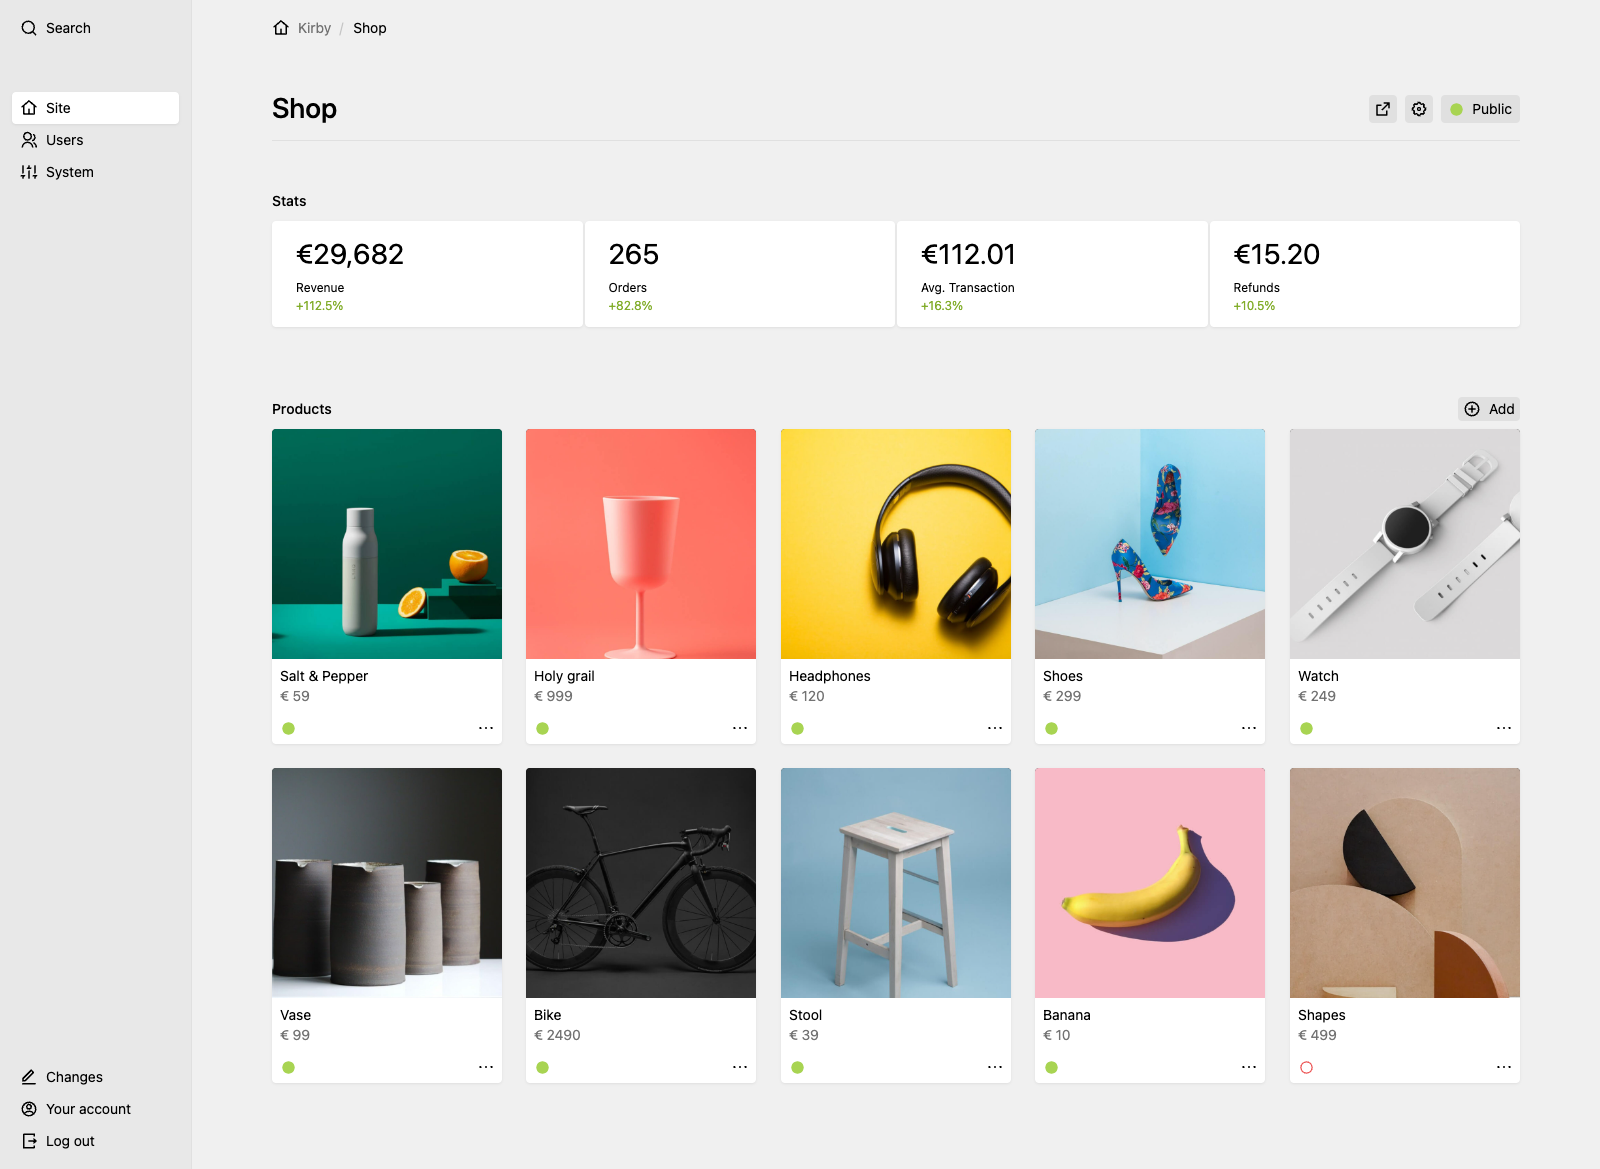 Search
Site
Users
System
Changes
Your account
Log out
Kirby / Shop
Shop
Public
Stats
€29,682
Revenue
+112.5%
265
Orders
+82.8%
€112.01
Avg. Transaction
+16.3%
€15.20
Refunds
+10.5%
Products
Add
Salt & Pepper
€ 59
Holy grail
€ 999
Headphones
€ 120
Shoes
€ 299
Watch
€ 249
Vase
€ 99
Bike
€ 2490
Stool
€ 39
Banana
€ 10
Shapes
€ 499